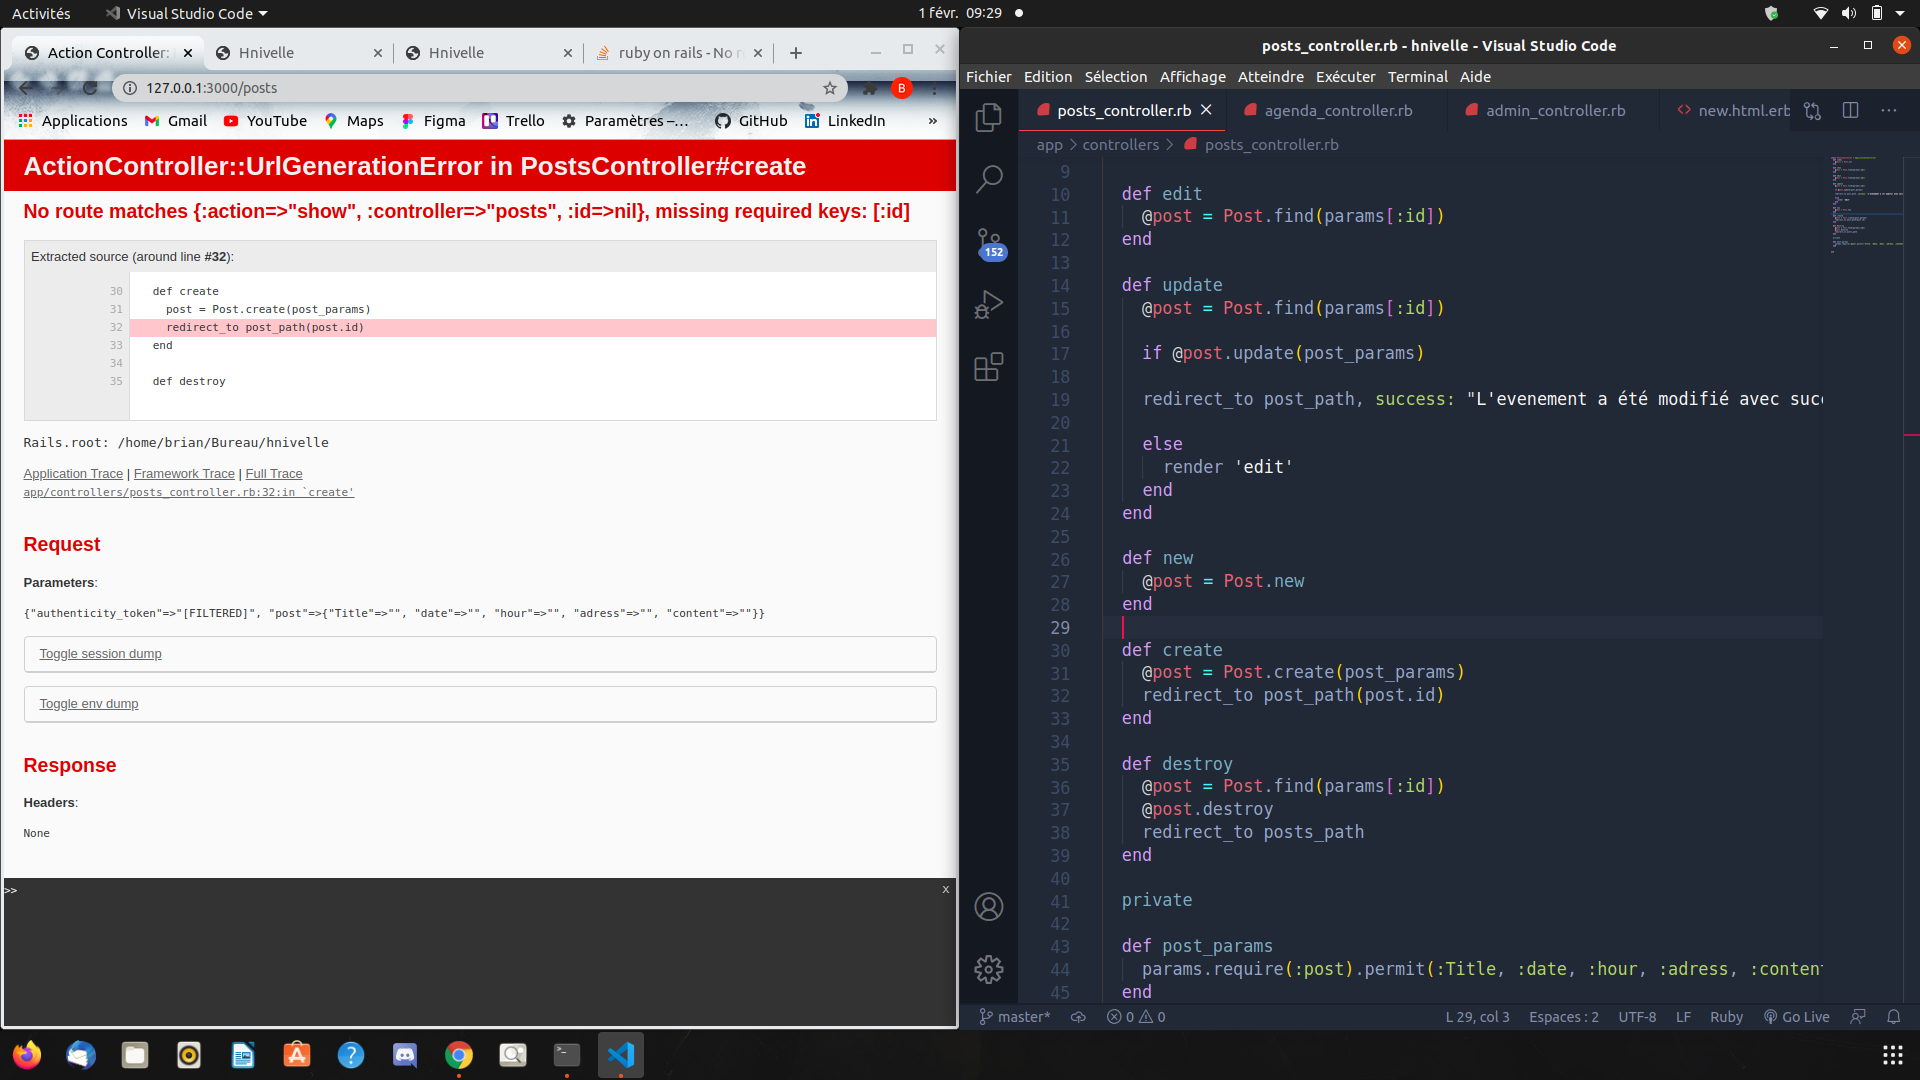 Activités
Visual Studio Code
1 févr. 09:29
Action Controller:
Hnivelle
Hnivelle
ruby on rails - No r
127.0.0.1:3000/posts
B
Applications
Gmail
YouTube
Maps
Figma
Trello
Paramètres –...
GitHub
LinkedIn
»
ActionController::UrlGenerationError in PostsController#create
No route matches {:action=>"show", :controller=>"posts", :id=>nil}, missing required keys: [:id]
Extracted source (around line #32):
30 def create
31 post = Post.create(post_params)
32 redirect_to post_path(post.id)
33 end
34
35 def destroy
Rails.root: /home/brian/Bureau/hnivelle
Application Trace | Framework Trace | Full Trace
app/controllers/posts_controller.rb:32:in `create'
Request
Parameters:
{"authenticity_token"=>"[FILTERED]", "post"=>{"Title"=>"", "date"=>"", "hour"=>"", "adress"=>"", "content"=>""}}
Toggle session dump
Toggle env dump
Response
Headers:
None
>>
x
posts_controller.rb - hnivelle - Visual Studio Code
Fichier Edition Sélection Affichage Atteindre Exécuter Terminal Aide
posts_controller.rb
agenda_controller.rb
admin_controller.rb
new.html.erb
app > controllers > posts_controller.rb
152
9
10 def edit
11 @post = Post.find(params[:id])
12 end
13
14 def update
15 @post = Post.find(params[:id])
16
17 if @post.update(post_params)
18
19 redirect_to post_path, success: "L'evenement a été modifié avec suc
20
21 else
22 render 'edit'
23 end
24 end
25
26 def new
27 @post = Post.new
28 end
29
30 def create
31 @post = Post.create(post_params)
32 redirect_to post_path(post.id)
33 end
34
35 def destroy
36 @post = Post.find(params[:id])
37 @post.destroy
38 redirect_to posts_path
39 end
40
41 private
42
43 def post_params
44 params.require(:post).permit(:Title, :date, :hour, :adress, :conten
45 end
master*
0
0
L 29, col 3
Espaces : 2
UTF-8
LF
Ruby
Go Live